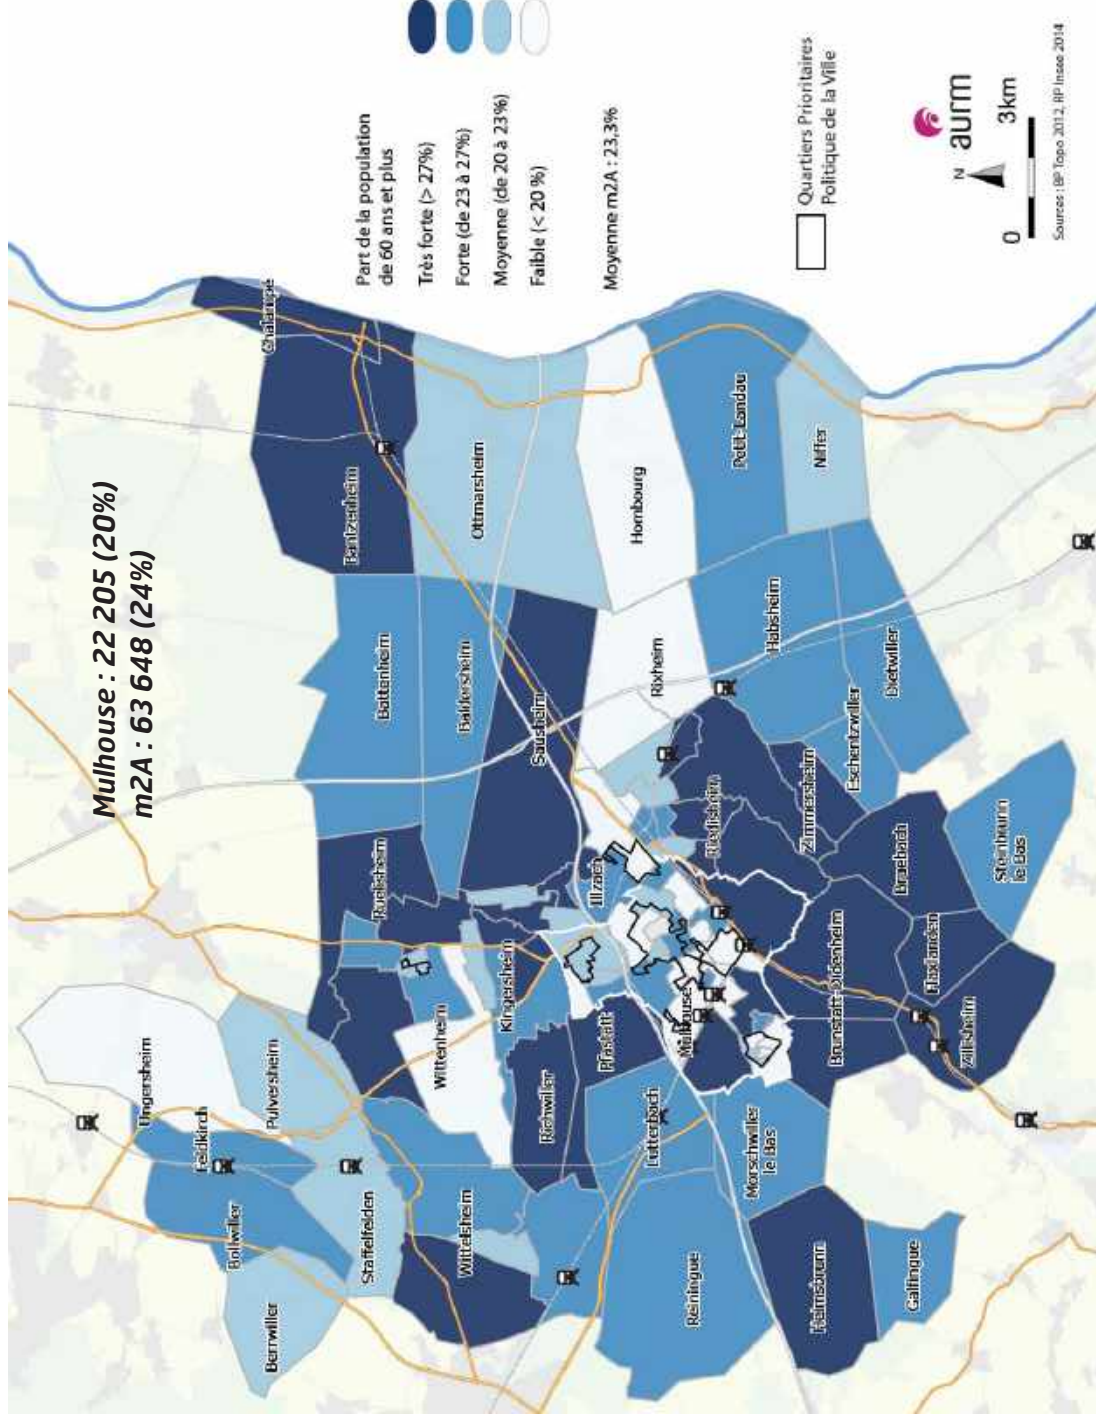 Mulhouse : 22 205 (20%)
m2A : 63 648 (24%)
Part de la population
de 60 ans et plus
Très forte (> 27%)
Forte (de 23 à 27%)
Moyenne (de 20 à 23%)
Faible (< 20 %)
Moyenne m2A : 23,3%
Quartiers Prioritaires
Politique de la Ville
N
aurm
0
3km
Sources : BP Topo 2012, RP Insee 2014
Ungersheim
Feldkirch
Bollwiller
Berrwiller
Pulversheim
Staffelfelden
Wittelsheim
Wittenheim
Ruelisheim
Kingersheim
Richwiller
Pfastatt
Lutterbach
Reiningue
Morschwiller
le Bas
Heimsbrunn
Galfingue
Mulhouse
Illzach
Sausheim
Baldersheim
Battenheim
Bantzenheim
Chalampé
Ottmarsheim
Hombourg
Petit-Landau
Niffer
Rixheim
Habsheim
Riedisheim
Zimmersheim
Eschentzwiller
Dietwiller
Bruebach
Steinbrunn
le Bas
Brunstatt-Didenheim
Flaxlanden
Zillisheim